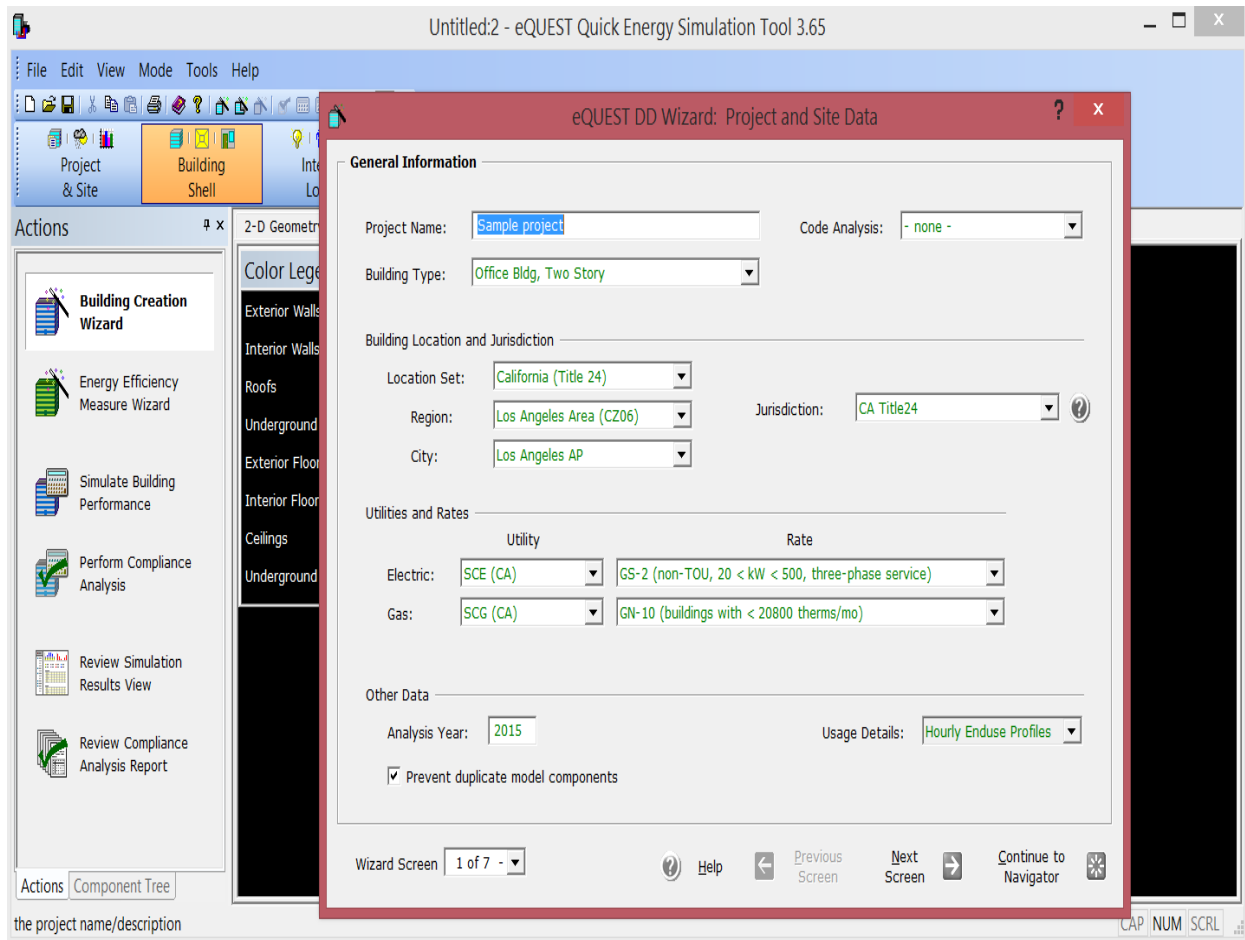 Untitled:2 - eQUEST Quick Energy Simulation Tool 3.65
X
File Edit View Mode Tools Help
Project & Site
Building Shell
Inte
Lo
Actions
Building Creation Wizard
Energy Efficiency Measure Wizard
Simulate Building Performance
Perform Compliance Analysis
Review Simulation Results View
Review Compliance Analysis Report
Actions Component Tree
the project name/description
2-D Geometr
Color Lege
Exterior Walls
Interior Walls
Roofs
Underground
Exterior Floor
Interior Floor
Ceilings
Underground
eQUEST DD Wizard: Project and Site Data
? X
General Information
Project Name: Sample project
Code Analysis: - none -
Building Type: Office Bldg, Two Story
Building Location and Jurisdiction
Location Set: California (Title 24)
Region: Los Angeles Area (CZ06)
Jurisdiction: CA Title24 ?
City: Los Angeles AP
Utilities and Rates
Utility Rate
Electric: SCE (CA) GS-2 (non-TOU, 20 < kW < 500, three-phase service)
Gas: SCG (CA) GN-10 (buildings with < 20800 therms/mo)
Other Data
Analysis Year: 2015
Usage Details: Hourly Enduse Profiles
Prevent duplicate model components
Wizard Screen 1 of 7 -
? Help
Previous Screen
Next Screen
Continue to Navigator
CAP NUM SCRL